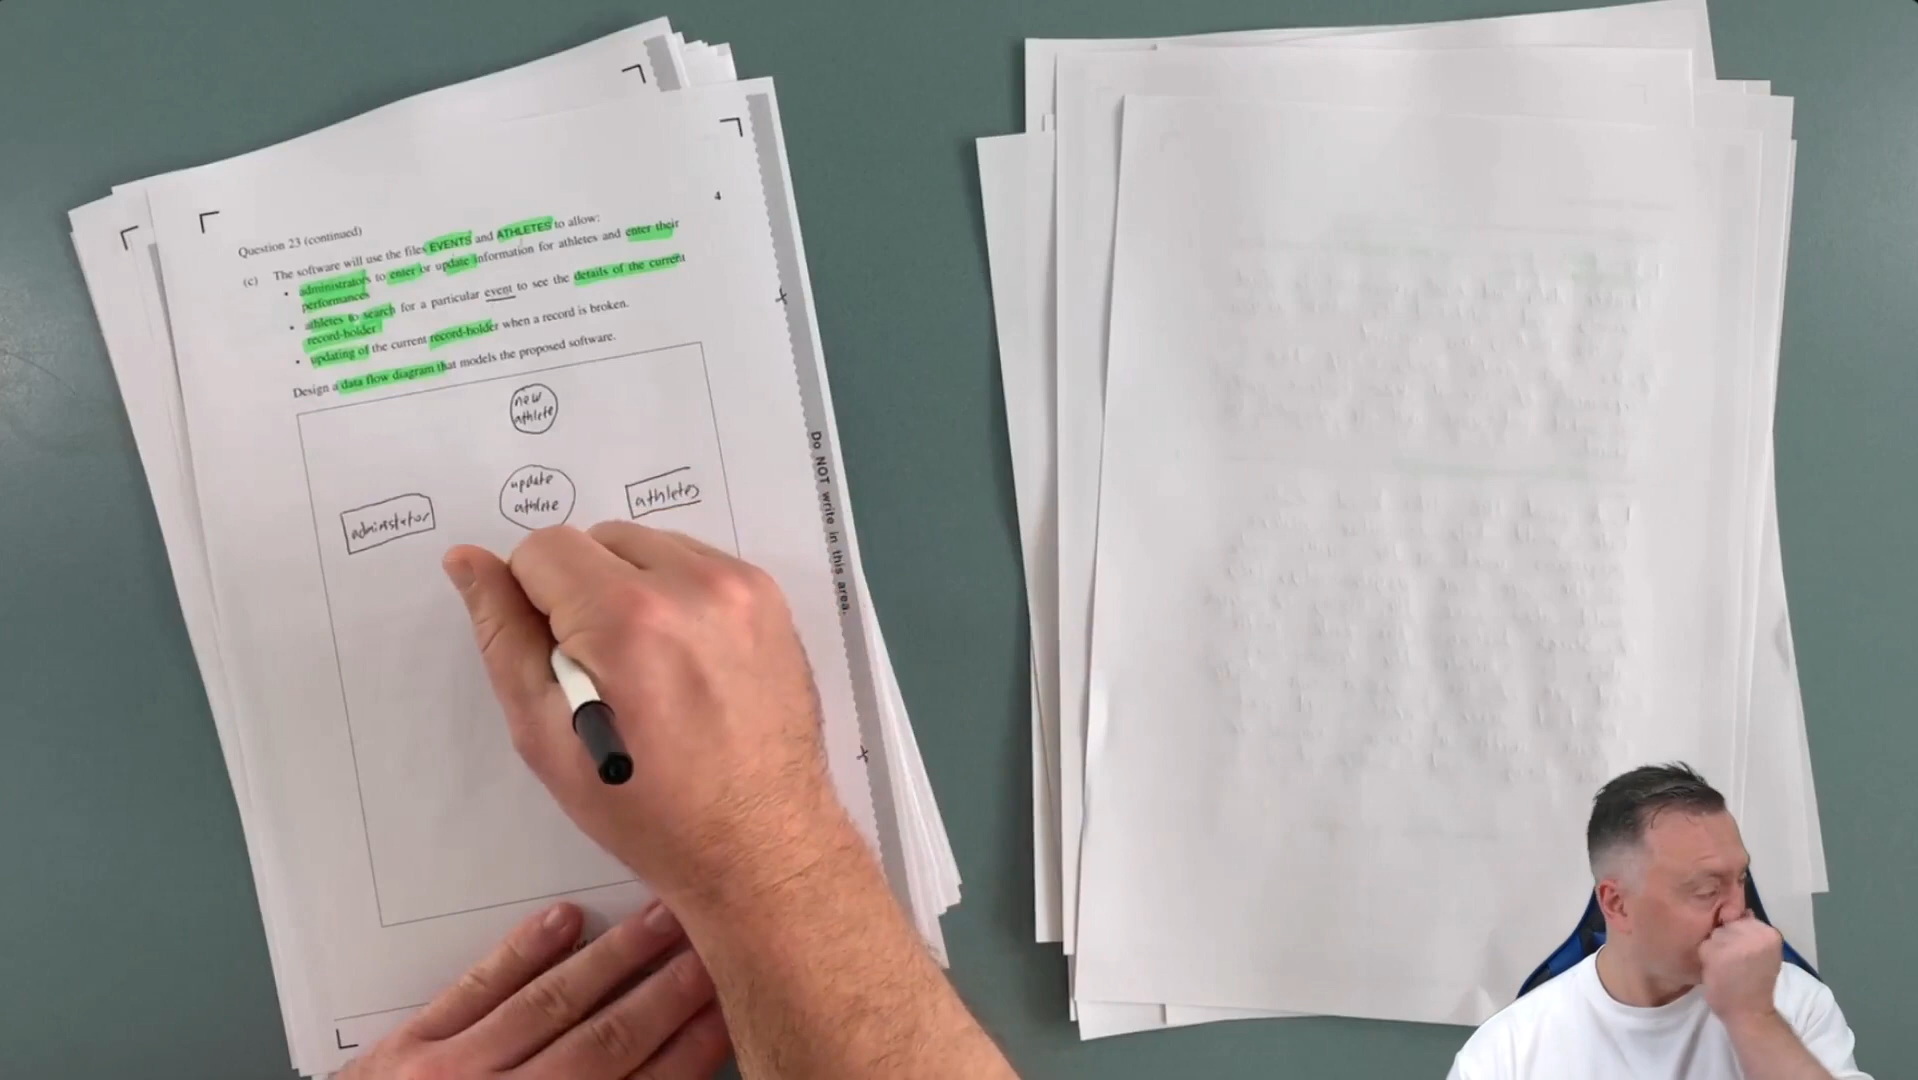 4
Question 23 (continued)
(c) The software will use the files EVENTS and ATHLETES to allow:
• administrators to enter or update information for athletes and enter their
performances
• athletes to search for a particular event to see the details of the current
record-holder
• updating of the current record-holder when a record is broken.
Design a data flow diagram that models the proposed software.
new
athlete
update
athlete
athletes
Do NOT write in this area.